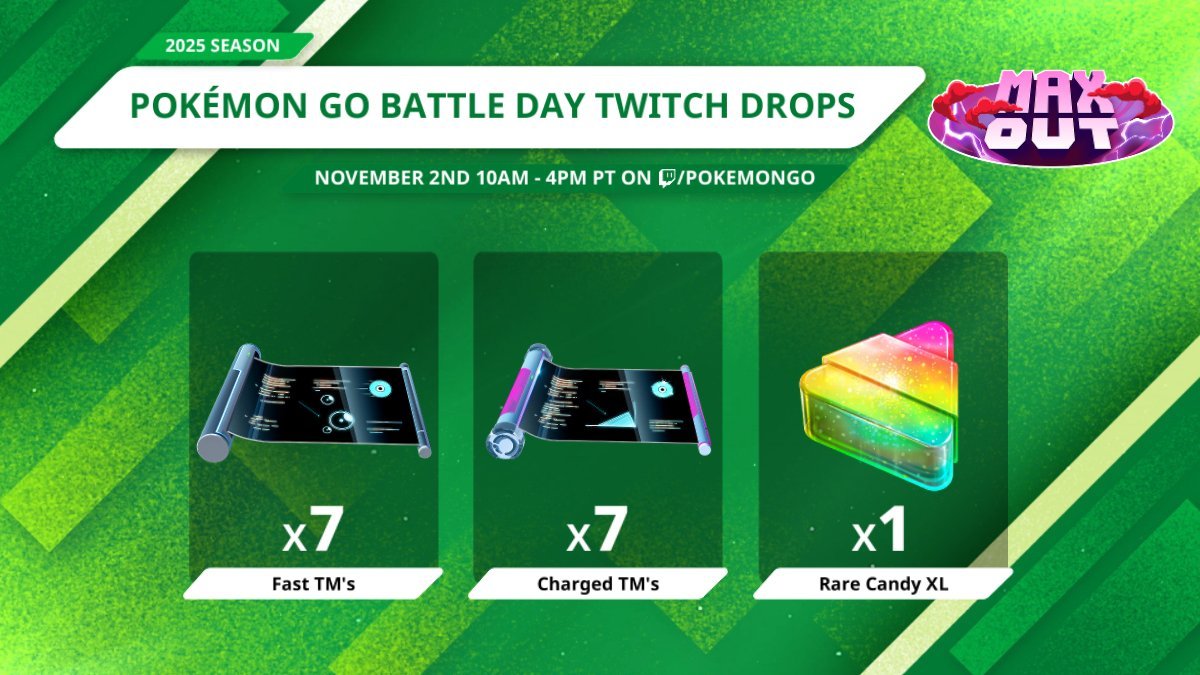 2025 SEASON
POKÉMON GO BATTLE DAY TWITCH DROPS
MAX
OUT
NOVEMBER 2ND 10AM - 4PM PT ON /POKEMONGO
x7
x7
x1
Fast TM's
Charged TM's
Rare Candy XL